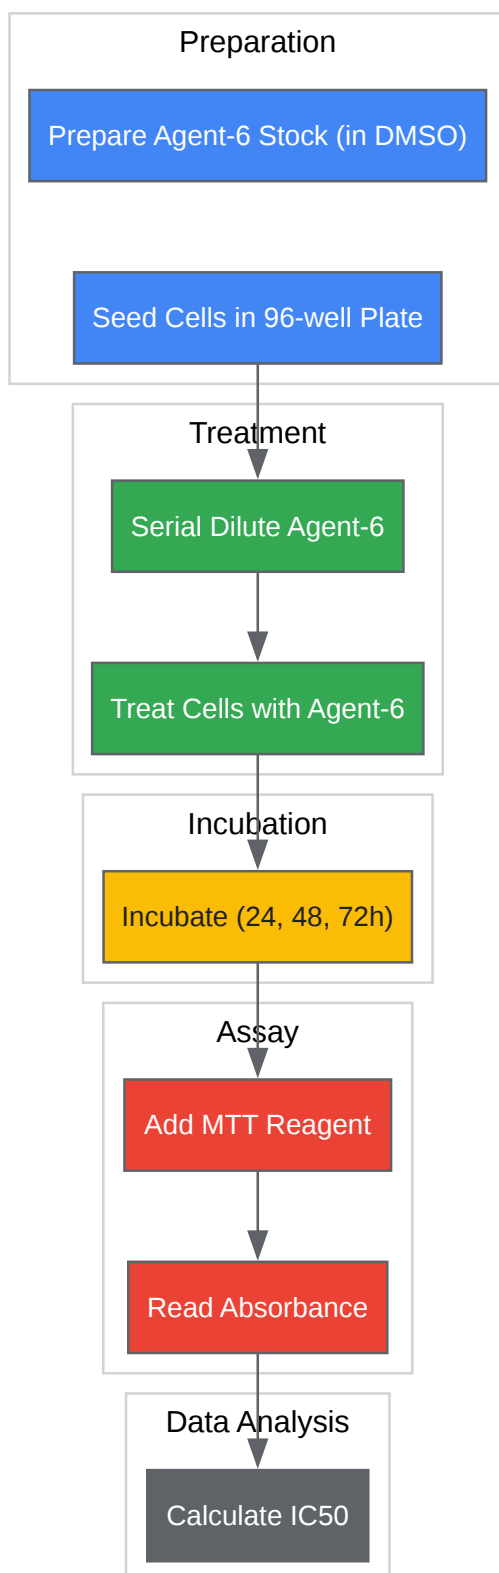 Preparation
Prepare Agent-6 Stock (in DMSO)
Seed Cells in 96-well Plate
Treatment
Serial Dilute Agent-6
Treat Cells with Agent-6
Incubation
Incubate (24, 48, 72h)
Assay
Add MTT Reagent
Read Absorbance
Data Analysis
Calculate IC50